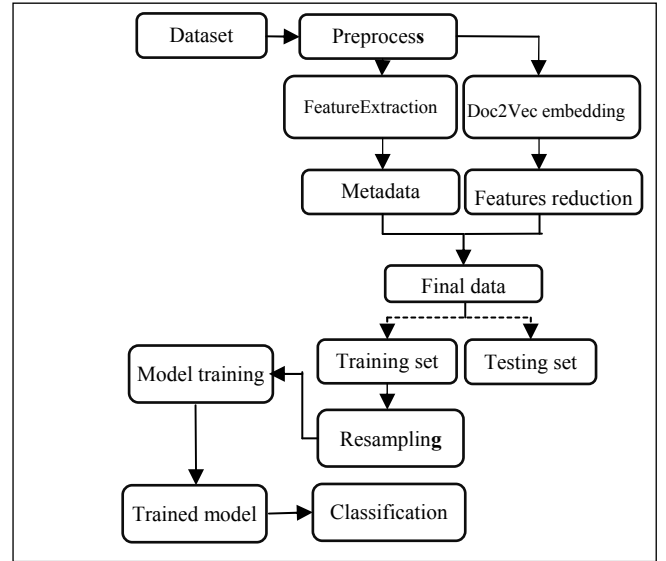 Dataset
Preprocess
FeatureExtraction
Doc2Vec embedding
Metadata
Features reduction
Final data
Training set
Testing set
Model training
Resampling
Trained model
Classification